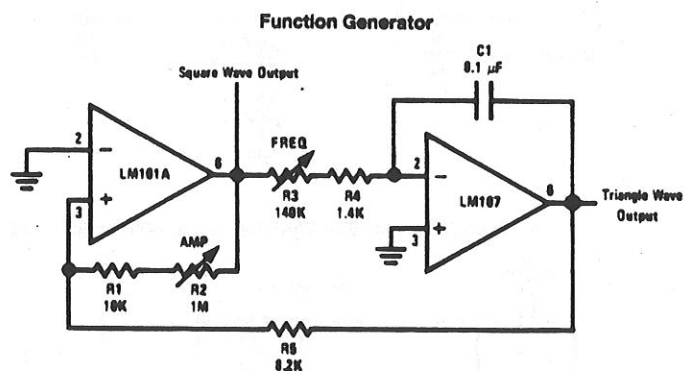 Function Generator
C1
0.1 µF
Square Wave Output
2
−
LM101A
6
+
3
FREQ
R3
140K
R4
1.4K
2
−
LM107
6
+
3
Triangle Wave
Output
AMP
R1
10K
R2
1M
R5
8.2K